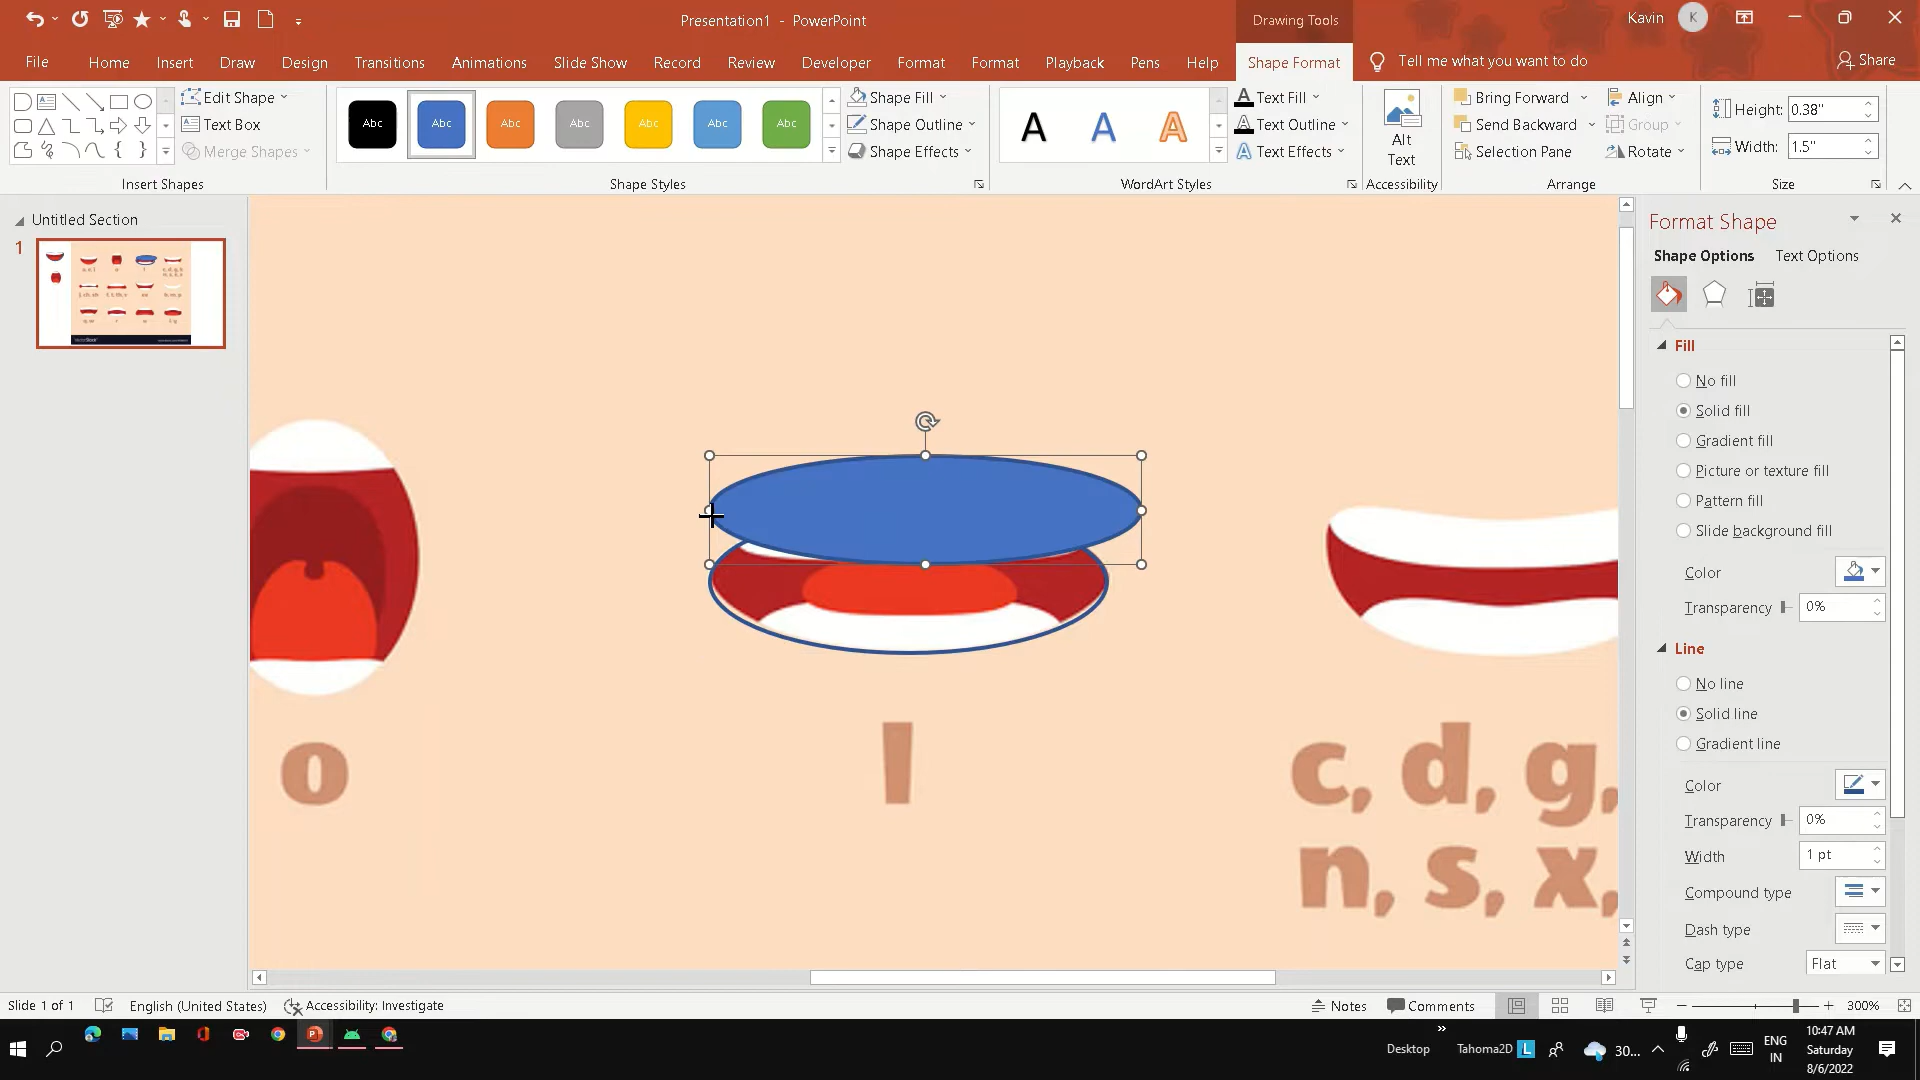 Presentation1 - PowerPoint
Drawing Tools
Kavin
K
File
Home
Insert
Draw
Design
Transitions
Animations
Slide Show
Record
Review
Developer
Format
Format
Playback
Pens
Help
Shape Format
Tell me what you want to do
Share
Edit Shape
Text Box
Merge Shapes
Insert Shapes
Abc
Abc
Abc
Abc
Abc
Abc
Abc
Shape Fill
Shape Outline
Shape Effects
Shape Styles
A
A
A
Text Fill
Text Outline
Text Effects
WordArt Styles
Alt
Text
Accessibility
Bring Forward
Send Backward
Selection Pane
Align
Group
Rotate
Arrange
Height: 0.38"
Width: 1.5"
Size
Untitled Section
1
o
l
c, d, g,
n, s, x,
Format Shape
Shape Options
Text Options
Fill
No fill
Solid fill
Gradient fill
Picture or texture fill
Pattern fill
Slide background fill
Color
Transparency
0%
Line
No line
Solid line
Gradient line
Color
Transparency
0%
Width
1 pt
Compound type
Dash type
Cap type
Flat
Slide 1 of 1
English (United States)
Accessibility: Investigate
Notes
Comments
300%
Desktop
Tahoma2D
L
30...
ENG
IN
10:47 AM
Saturday
8/6/2022